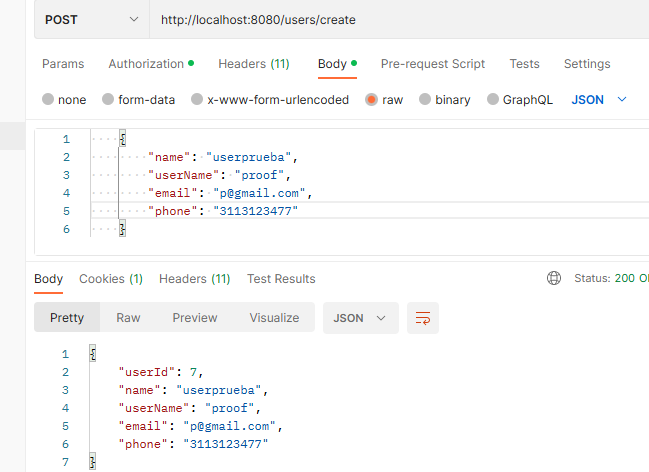 POST http://localhost:8080/users/create
Params Authorization Headers (11) Body Pre-request Script Tests Settings
none form-data x-www-form-urlencoded raw binary GraphQL JSON
1 {
2 "name": "userprueba",
3 "userName": "proof",
4 "email": "p@gmail.com",
5 "phone": "3113123477"
6 }
Body Cookies (1) Headers (11) Test Results Status: 200 O
Pretty Raw Preview Visualize JSON
1 {
2 "userId": 7,
3 "name": "userprueba",
4 "userName": "proof",
5 "email": "p@gmail.com",
6 "phone": "3113123477"
7 }